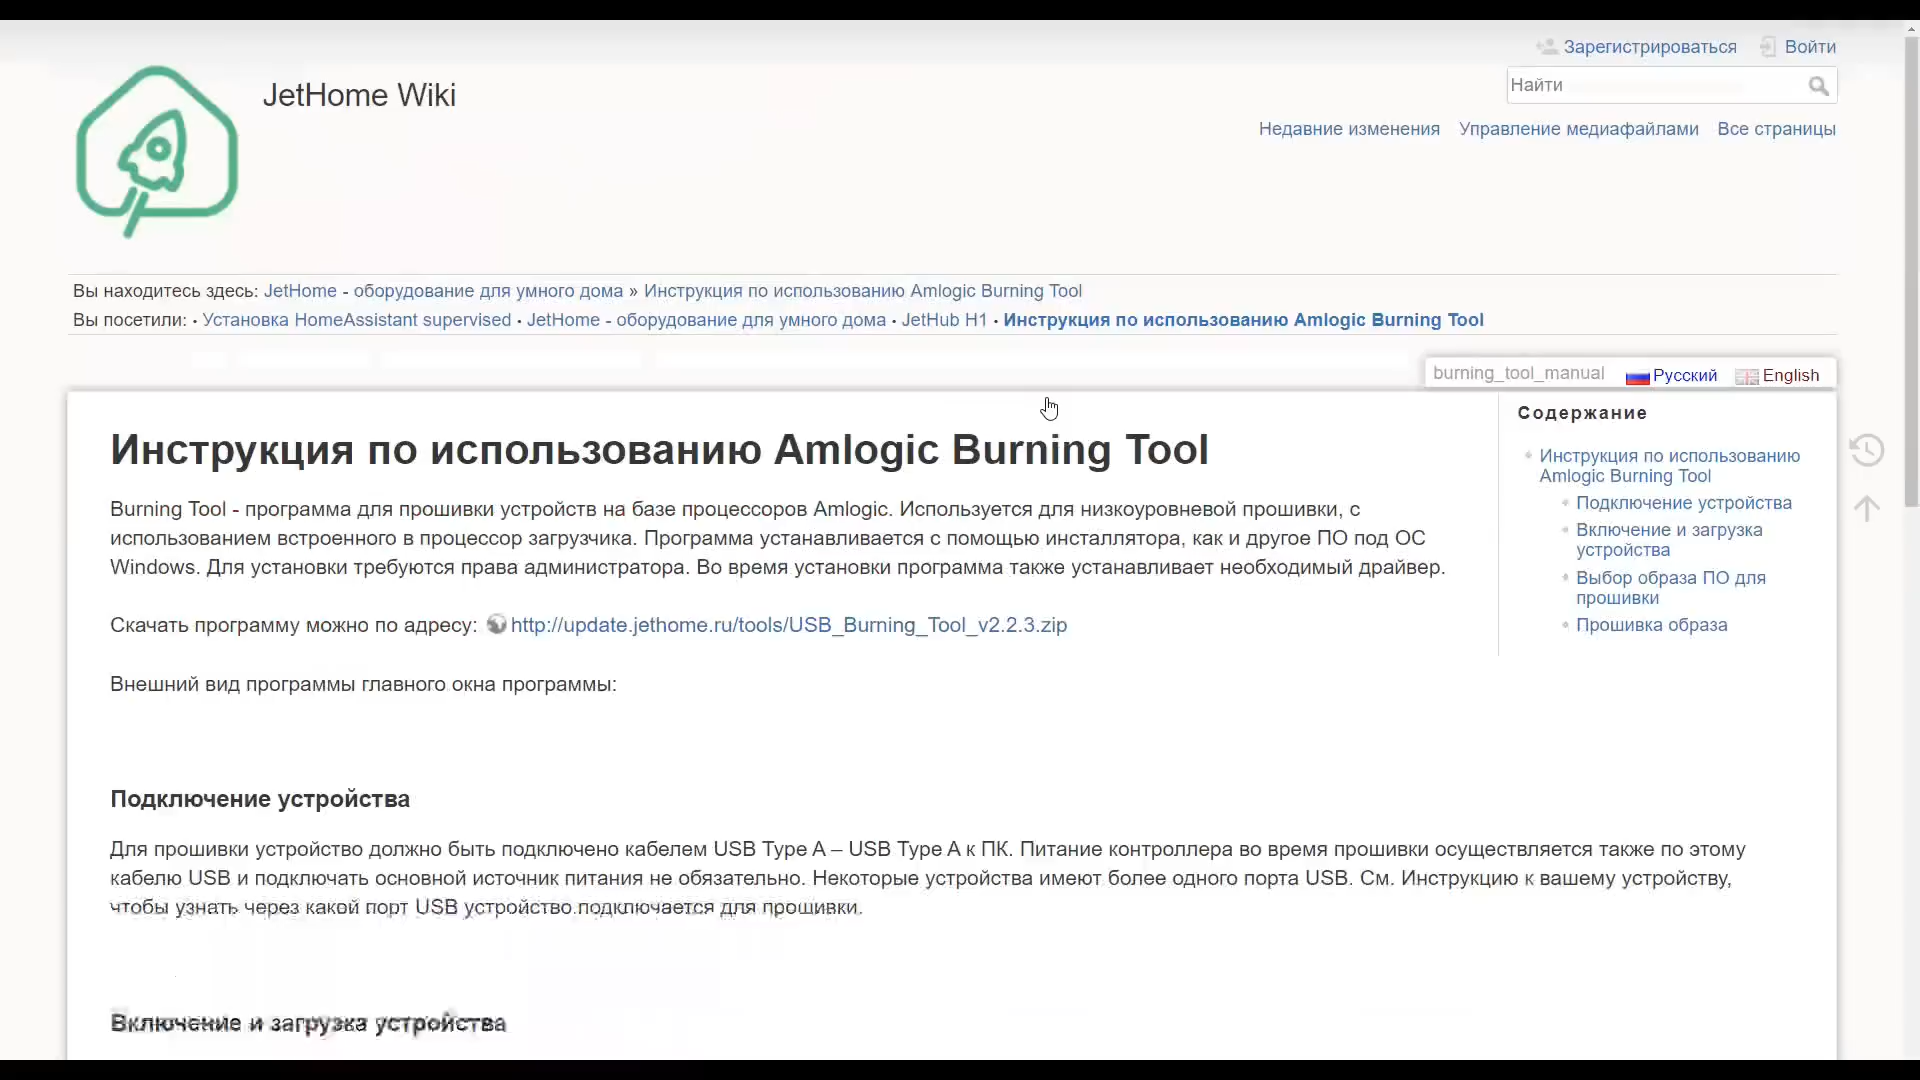 Зарегистрироваться Войти
JetHome Wiki
Найти
Недавние изменения Управление медиафайлами Все страницы
Вы находитесь здесь: JetHome - оборудование для умного дома » Инструкция по использованию Amlogic Burning Tool
Вы посетили: • Установка HomeAssistant supervised • JetHome - оборудование для умного дома • JetHub H1 • Инструкция по использованию Amlogic Burning Tool
burning_tool_manual Русский English
Инструкция по использованию Amlogic Burning Tool
Burning Tool - программа для прошивки устройств на базе процессоров Amlogic. Используется для низкоуровневой прошивки, с
использованием встроенного в процессор загрузчика. Программа устанавливается с помощью инсталлятора, как и другое ПО под ОС
Windows. Для установки требуются права администратора. Во время установки программа также устанавливает необходимый драйвер.
Скачать программу можно по адресу: http://update.jethome.ru/tools/USB_Burning_Tool_v2.2.3.zip
Внешний вид программы главного окна программы:
Подключение устройства
Для прошивки устройство должно быть подключено кабелем USB Type A – USB Type A к ПК. Питание контроллера во время прошивки осуществляется также по этому
кабелю USB и подключать основной источник питания не обязательно. Некоторые устройства имеют более одного порта USB. См. Инструкцию к вашему устройству,
чтобы узнать через какой порт USB устройство подключается для прошивки.
Включение и загрузка устройства
Содержание
Инструкция по использованию
Amlogic Burning Tool
Подключение устройства
Включение и загрузка
устройства
Выбор образа ПО для
прошивки
Прошивка образа